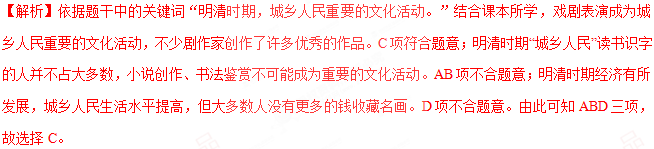 【解析】依据题干中的关键词“明清时期，城乡人民重要的文化活动。”结合课本所学，戏剧表演成为城
乡人民重要的文化活动，不少剧作家创作了许多优秀的作品。C项符合题意；明清时期“城乡人民”读书识字
的人并不占大多数，小说创作、书法鉴赏不可能成为重要的文化活动。AB项不合题意；明清时期经济有所
发展，城乡人民生活水平提高，但大多数人没有更多的钱收藏名画。D项不合题意。由此可知 ABD三项，
故选择 C。